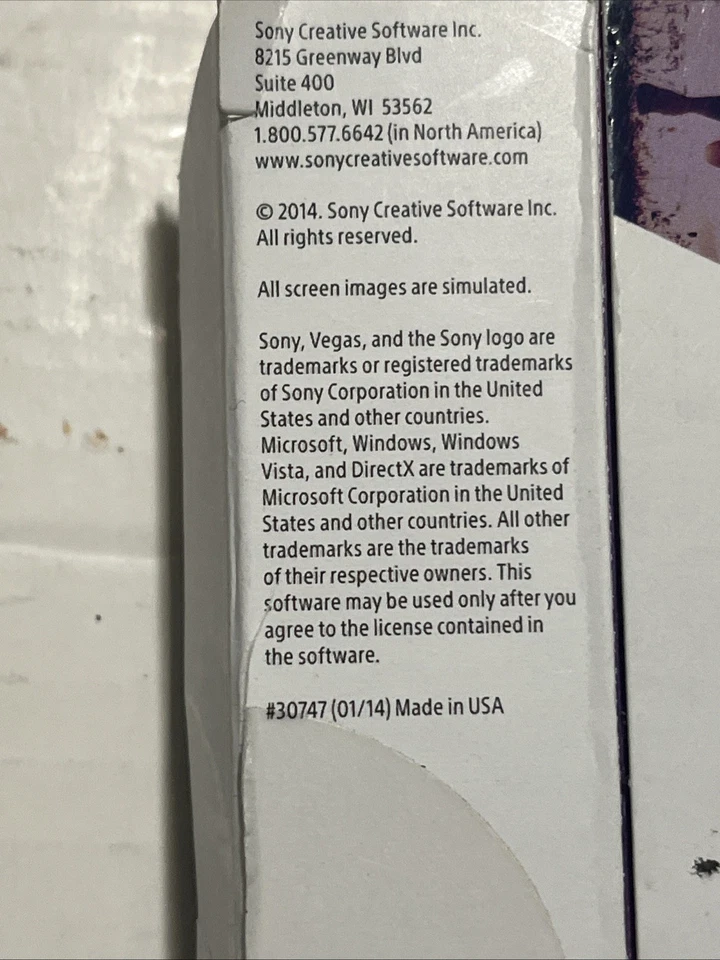 Sony Creative Software Inc.
8215 Greenway Blvd
Suite 400
Middleton, WI 53562
1.800.577.6642 (in North America)
www.sonycreativesoftware.com
© 2014. Sony Creative Software Inc.
All rights reserved.
All screen images are simulated.
Sony, Vegas, and the Sony logo are
trademarks or registered trademarks
of Sony Corporation in the United
States and other countries.
Microsoft, Windows, Windows
Vista, and DirectX are trademarks of
Microsoft Corporation in the United
States and other countries. All other
trademarks are the trademarks
of their respective owners. This
software may be used only after you
agree to the license contained in
the software.
#30747 (01/14) Made in USA